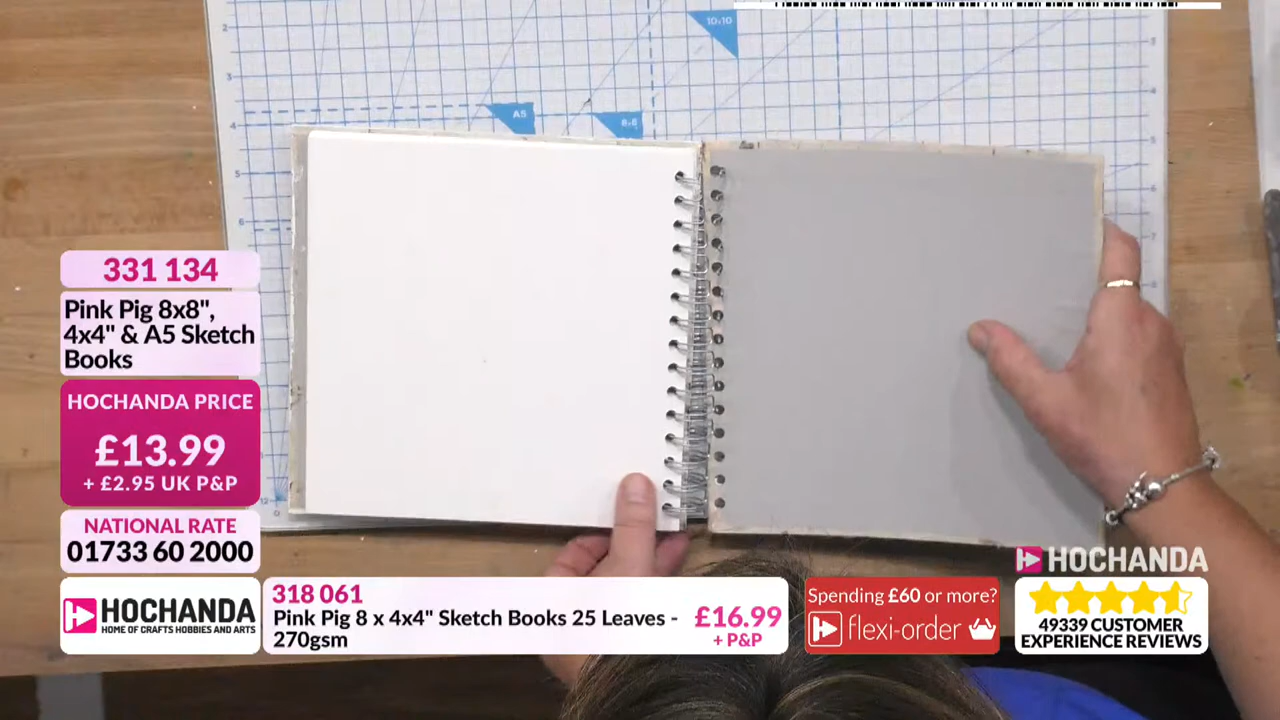 10x10
A5
8x8
331 134
Pink Pig 8x8",
4x4" & A5 Sketch
Books
HOCHANDA PRICE
£13.99
+ £2.95 UK P&P
NATIONAL RATE
01733 60 2000
HOCHANDA
HOME OF CRAFTS HOBBIES AND ARTS
318 061
Pink Pig 8 x 4x4" Sketch Books 25 Leaves -
270gsm
£16.99
+ P&P
Spending £60 or more?
flexi-order
HOCHANDA
49339 CUSTOMER
EXPERIENCE REVIEWS